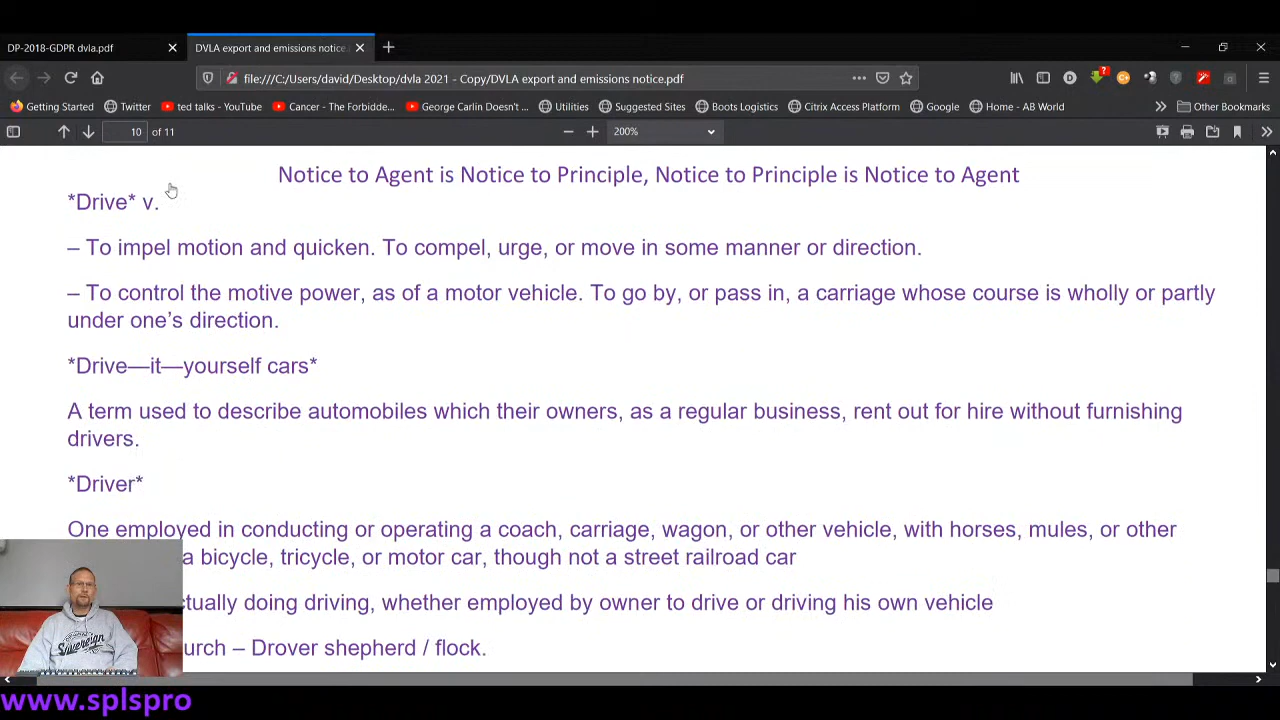 DP-2018-GDPR dvla.pdf
DVLA export and emissions notice.
file:///C:/Users/david/Desktop/dvla 2021 - Copy/DVLA export and emissions notice.pdf
Getting Started Twitter ted talks - YouTube Cancer - The Forbidde... George Carlin Doesn't... Utilities Suggested Sites Boots Logistics Citrix Access Platform Google Home - AB World Other Bookmarks
10 of 11 200%
Notice to Agent is Notice to Principle, Notice to Principle is Notice to Agent
*Drive* v.
– To impel motion and quicken. To compel, urge, or move in some manner or direction.
– To control the motive power, as of a motor vehicle. To go by, or pass in, a carriage whose course is wholly or partly
under one's direction.
*Drive—it—yourself cars*
A term used to describe automobiles which their owners, as a regular business, rent out for hire without furnishing
drivers.
*Driver*
One employed in conducting or operating a coach, carriage, wagon, or other vehicle, with horses, mules, or other
a bicycle, tricycle, or motor car, though not a street railroad car
ctually doing driving, whether employed by owner to drive or driving his own vehicle
urch – Drover shepherd / flock.
Sovereign
www.splspro